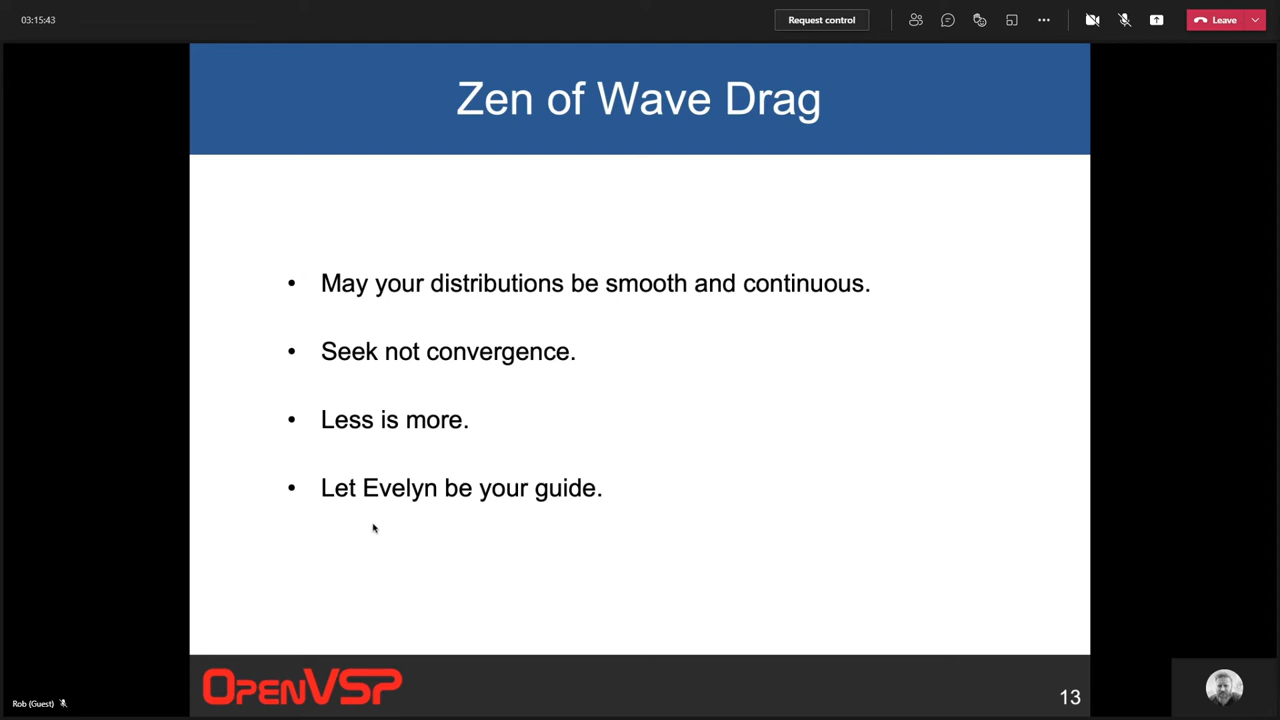 03:15:43
Request control
Leave
Zen of Wave Drag
• May your distributions be smooth and continuous.
• Seek not convergence.
• Less is more.
• Let Evelyn be your guide.
OPENVSP
13
Rob (Guest)